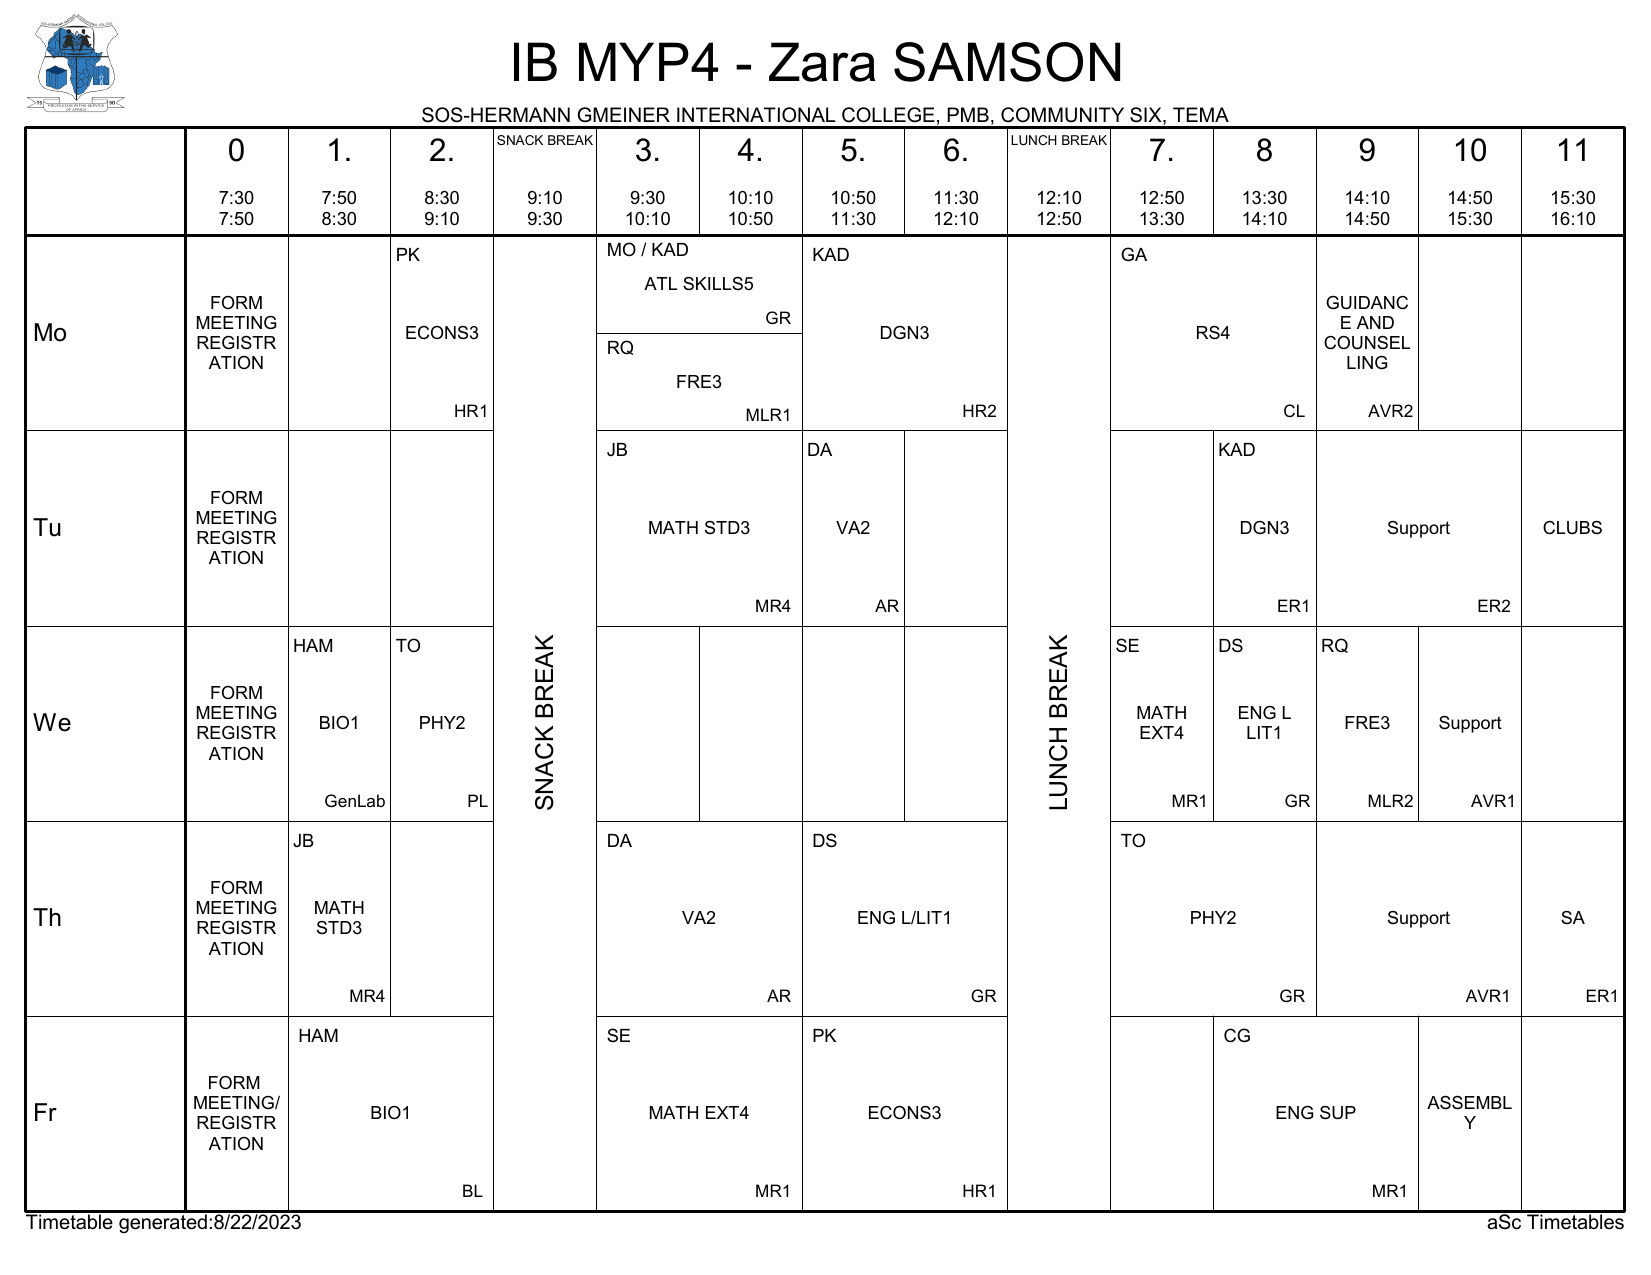 IB MYP4 - Zara SAMSON
SOS-HERMANN GMEINER INTERNATIONAL COLLEGE, PMB, COMMUNITY SIX, TEMA
0
7:30
7:50
1.
7:50
8:30
2.
8:30
9:10
SNACK BREAK
9:10
9:30
3.
9:30
10:10
4.
10:10
10:50
5.
10:50
11:30
6.
11:30
12:10
LUNCH BREAK
12:10
12:50
7.
12:50
13:30
8
13:30
14:10
9
14:10
14:50
10
14:50
15:30
11
15:30
16:10
Mo
FORM
MEETING
REGISTR
ATION
PK
ECONS3
HR1
MO / KAD
ATL SKILLS5
GR
RQ
FRE3
MLR1
KAD
DGN3
HR2
GA
RS4
CL
GUIDANC
E AND
COUNSEL
LING
AVR2
Tu
FORM
MEETING
REGISTR
ATION
JB
MATH STD3
MR4
DA
VA2
AR
KAD
DGN3
ER1
Support
ER2
CLUBS
We
FORM
MEETING
REGISTR
ATION
HAM
BIO1
GenLab
TO
PHY2
PL
SNACK BREAK
LUNCH BREAK
SE
MATH
EXT4
MR1
DS
ENG L
LIT1
GR
RQ
FRE3
MLR2
Support
AVR1
Th
FORM
MEETING
REGISTR
ATION
JB
MATH
STD3
MR4
DA
VA2
AR
DS
ENG L/LIT1
GR
TO
PHY2
GR
Support
AVR1
SA
ER1
Fr
FORM
MEETING/
REGISTR
ATION
HAM
BIO1
BL
SE
MATH EXT4
MR1
PK
ECONS3
HR1
CG
ENG SUP
MR1
ASSEMBL
Y
Timetable generated:8/22/2023
aSc Timetables